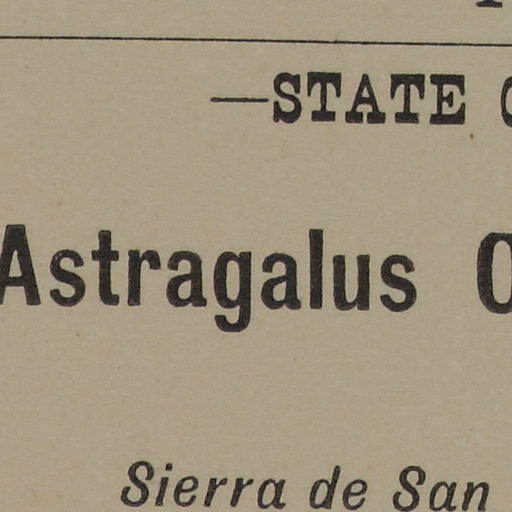 —STATE
Astragalus
Sierra de San